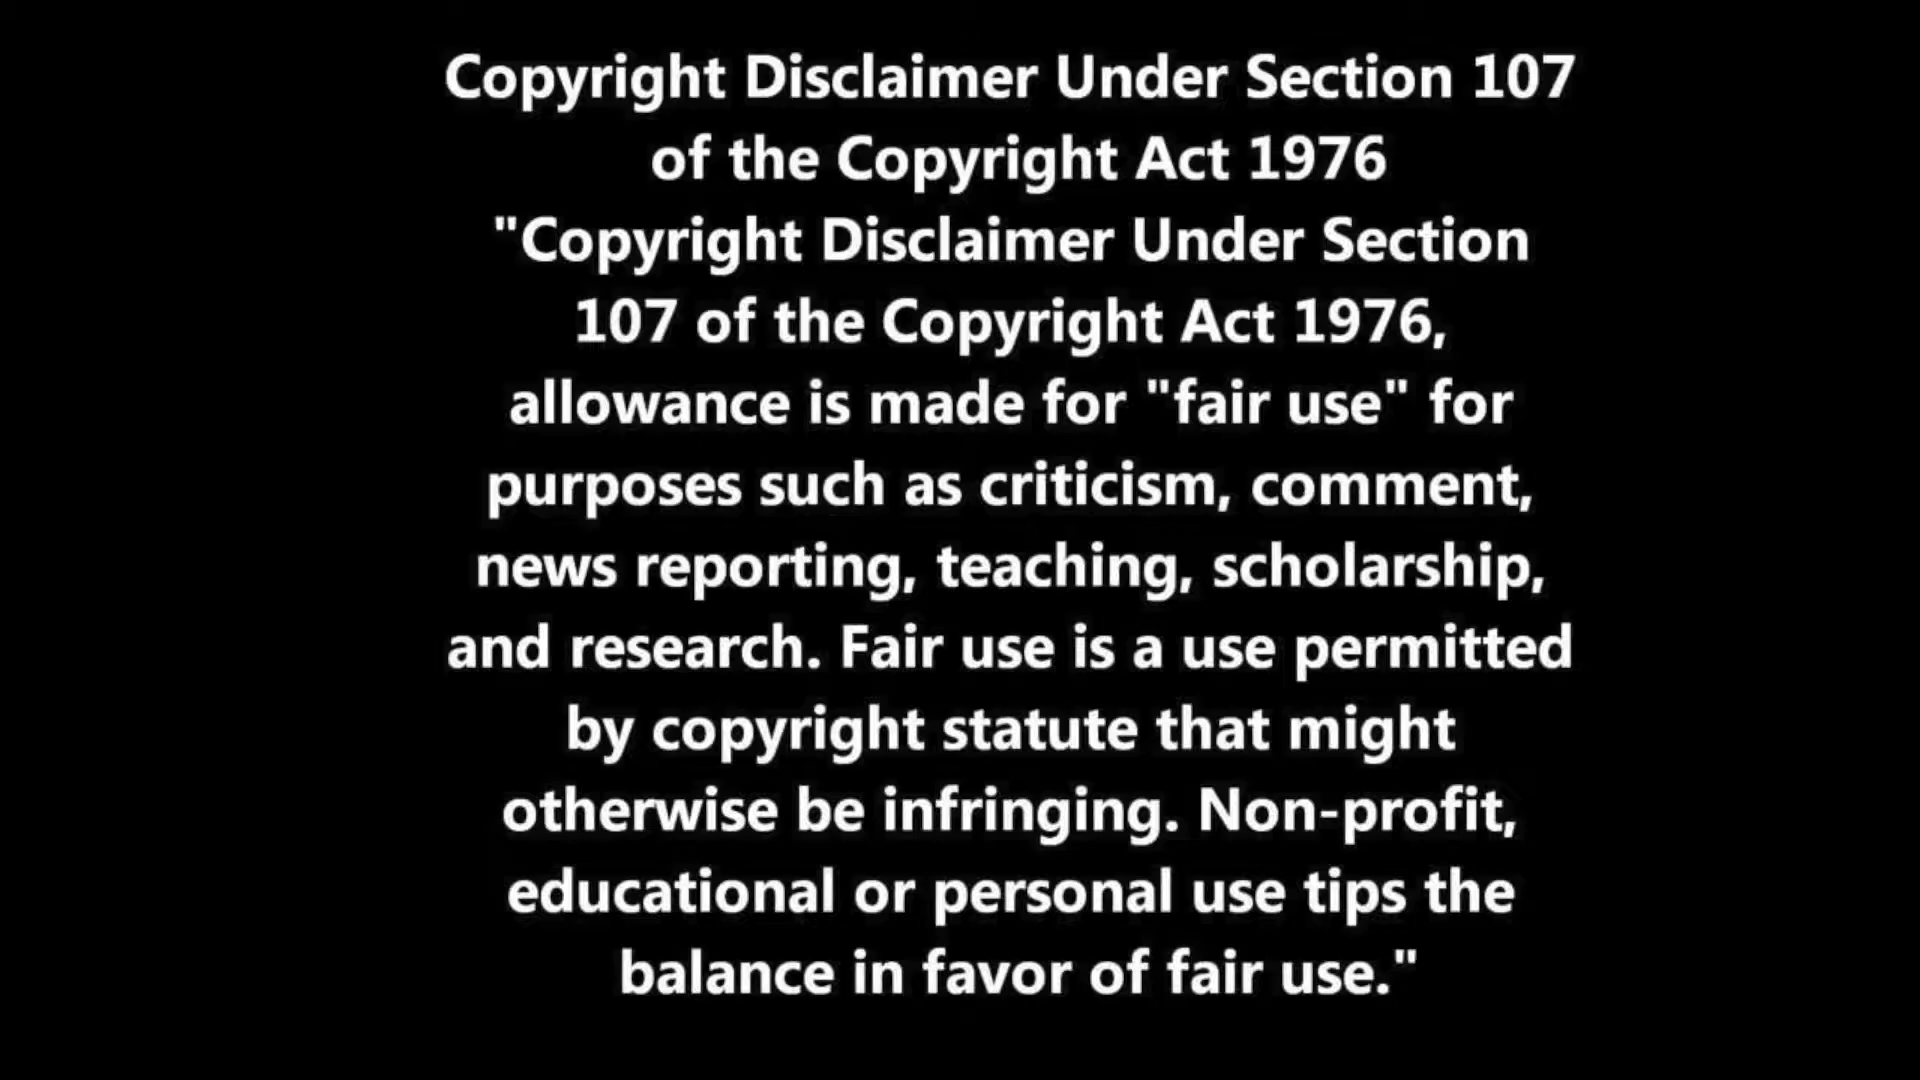 Copyright Disclaimer Under Section 107
of the Copyright Act 1976
"Copyright Disclaimer Under Section
107 of the Copyright Act 1976,
allowance is made for "fair use" for
purposes such as criticism, comment,
news reporting, teaching, scholarship,
and research. Fair use is a use permitted
by copyright statute that might
otherwise be infringing. Non-profit,
educational or personal use tips the
balance in favor of fair use."